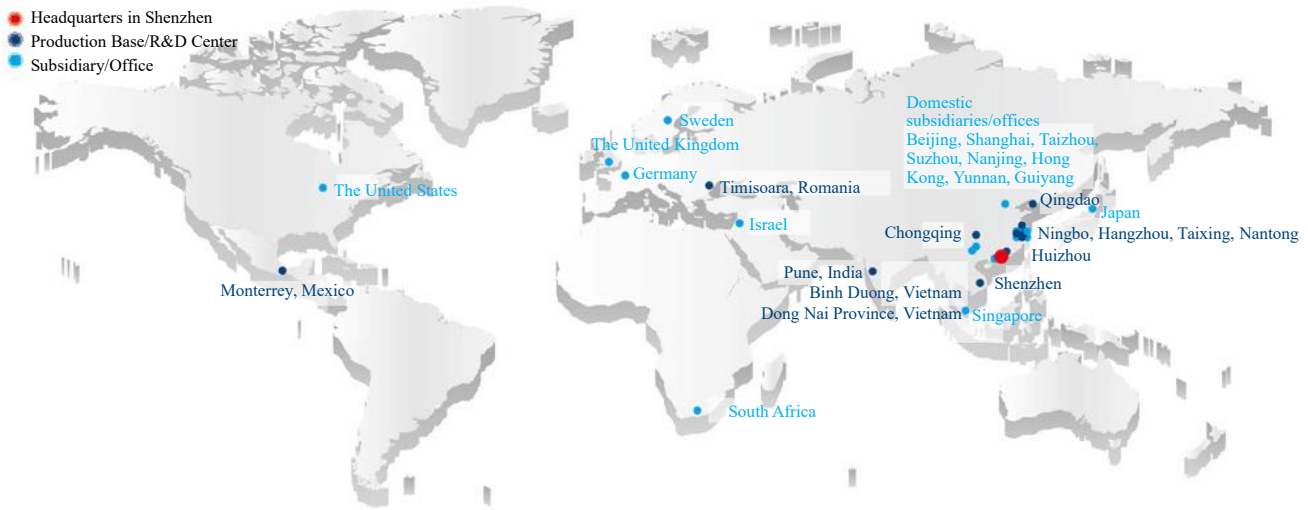 Headquarters in Shenzhen
Production Base/R&D Center
Subsidiary/Office
Domestic
subsidiaries/offices
Beijing, Shanghai, Taizhou,
Suzhou, Nanjing, Hong
Kong, Yunnan, Guiyang
Sweden
The United Kingdom
Germany
Timisoara, Romania
The United States
Qingdao
Japan
Israel
Chongqing
Ningbo, Hangzhou, Taixing, Nantong
Huizhou
Pune, India
Shenzhen
Monterrey, Mexico
Binh Duong, Vietnam
Dong Nai Province, Vietnam
Singapore
South Africa